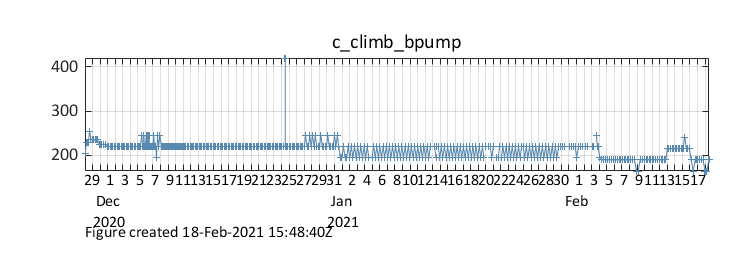 c_climb_bpump
400
300
200
29 1 3 5 7 9 11 13 15 17 19 21 23 25 27 29 31 2 4 6 8 10 12 14 16 18 20 22 24 26 28 30 1 3 5 7 9 11 13 15 17
Dec Jan Feb
2020 2021
Figure created 18-Feb-2021 15:48:40Z